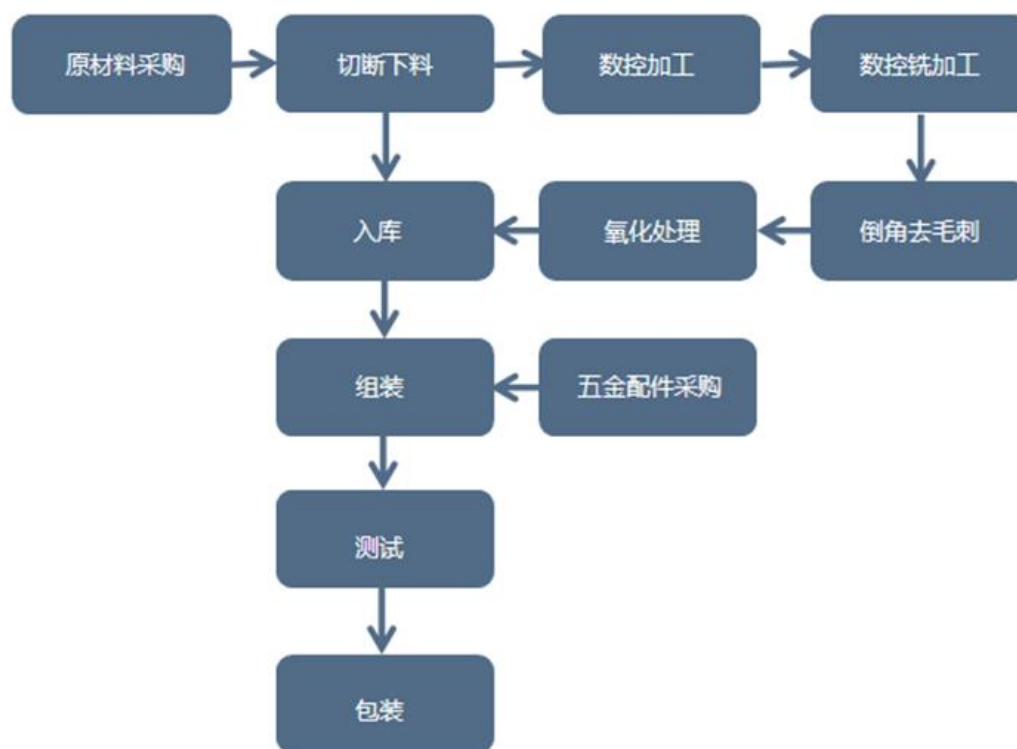 原材料采购
切断下料
数控加工
数控铣加工
入库
氧化处理
倒角去毛刺
组装
五金配件采购
测试
包装